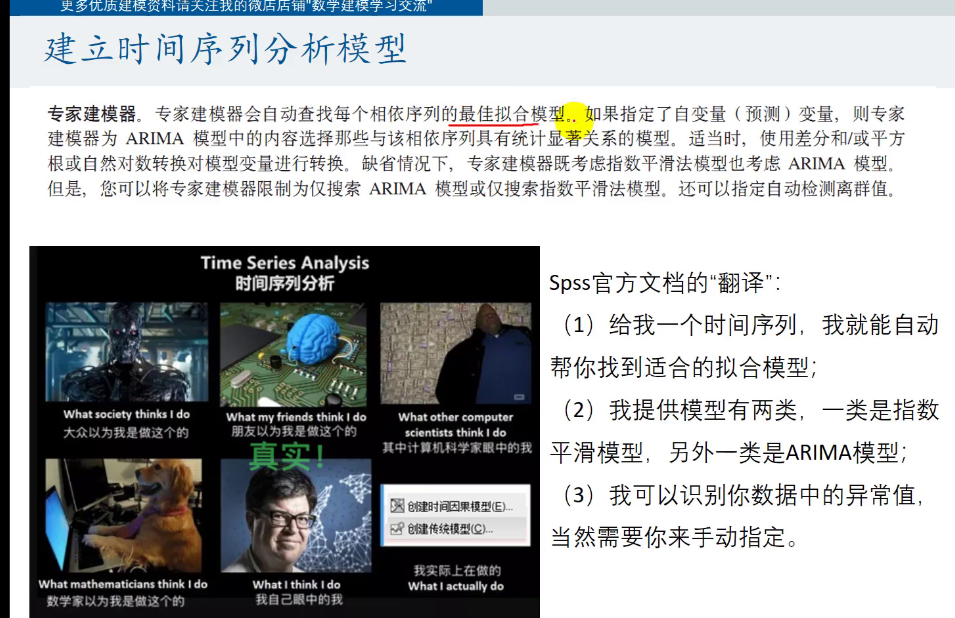 更多优质建模资料请关注我的微店店铺"数学建模学习交流"
建立时间序列分析模型
专家建模器。专家建模器会自动查找每个相依序列的最佳拟合模型。如果指定了自变量（预测）变量，则专家
建模器为 ARIMA 模型中的内容选择那些与该相依序列具有统计显著关系的模型。适当时，使用差分和/或平方
根或自然对数转换对模型变量进行转换。缺省情况下，专家建模器既考虑指数平滑法模型也考虑 ARIMA 模型。
但是，您可以将专家建模器限制为仅搜索 ARIMA 模型或仅搜索指数平滑法模型。还可以指定自动检测离群值。
Time Series Analysis
时间序列分析
What society thinks I do
大众以为我是做这个的
What my friends think I do
朋友以为我是做这个的
What other computer
scientists think I do
其中计算机科学家眼中的我
真实!
What mathematicians think I do
数学家以为我是做这个的
What I think I do
我自己眼中的我
创建时间因果模型(E)...
创建传统模型(C)...
我实际上在做的
What I actually do
Spss官方文档的“翻译”：
（1）给我一个时间序列，我就能自动
帮你找到适合的拟合模型；
（2）我提供模型有两类，一类是指数
平滑模型，另外一类是ARIMA模型；
（3）我可以识别你数据中的异常值，
当然需要你来手动指定。